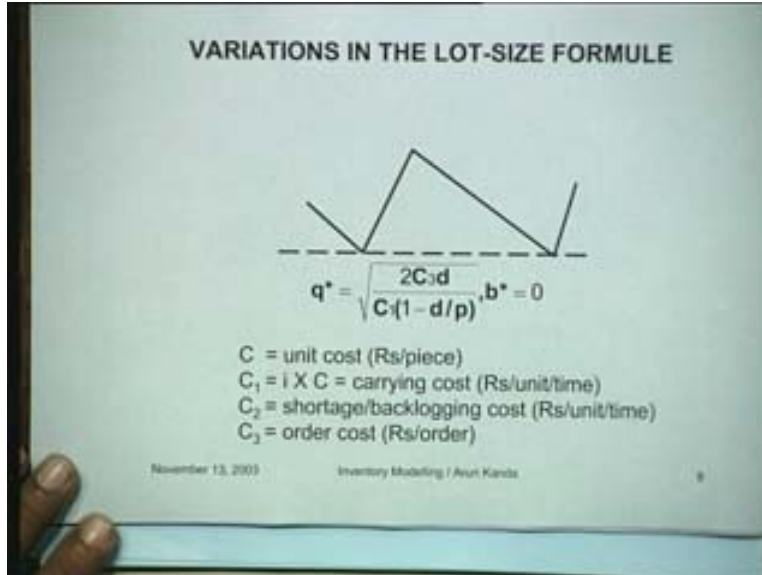 VARIATIONS IN THE LOT-SIZE FORMULE
q* = √(2C₃d / C₁(1 – d/p)), b* = 0
C = unit cost (Rs/piece)
C₁ = i X C = carrying cost (Rs/unit/time)
C₂ = shortage/backlogging cost (Rs/unit/time)
C₃ = order cost (Rs/order)
November 13, 2003 Inventory Modelling / Arun Kanda